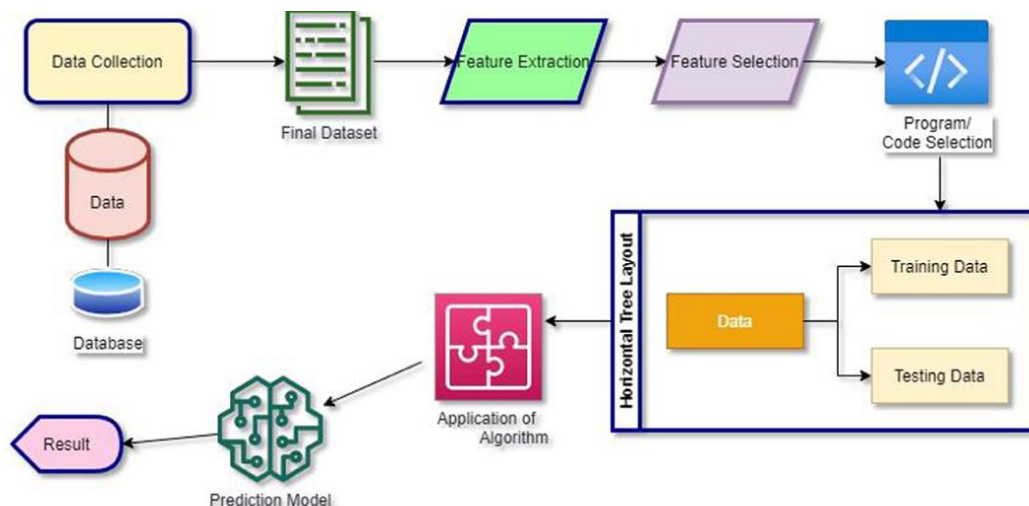 Data Collection
Final Dataset
Feature Extraction
Feature Selection
Program/
Code Selection
Data
Database
Horizontal Tree Layout
Data
Training Data
Testing Data
Application of
Algorithm
Prediction Model
Result